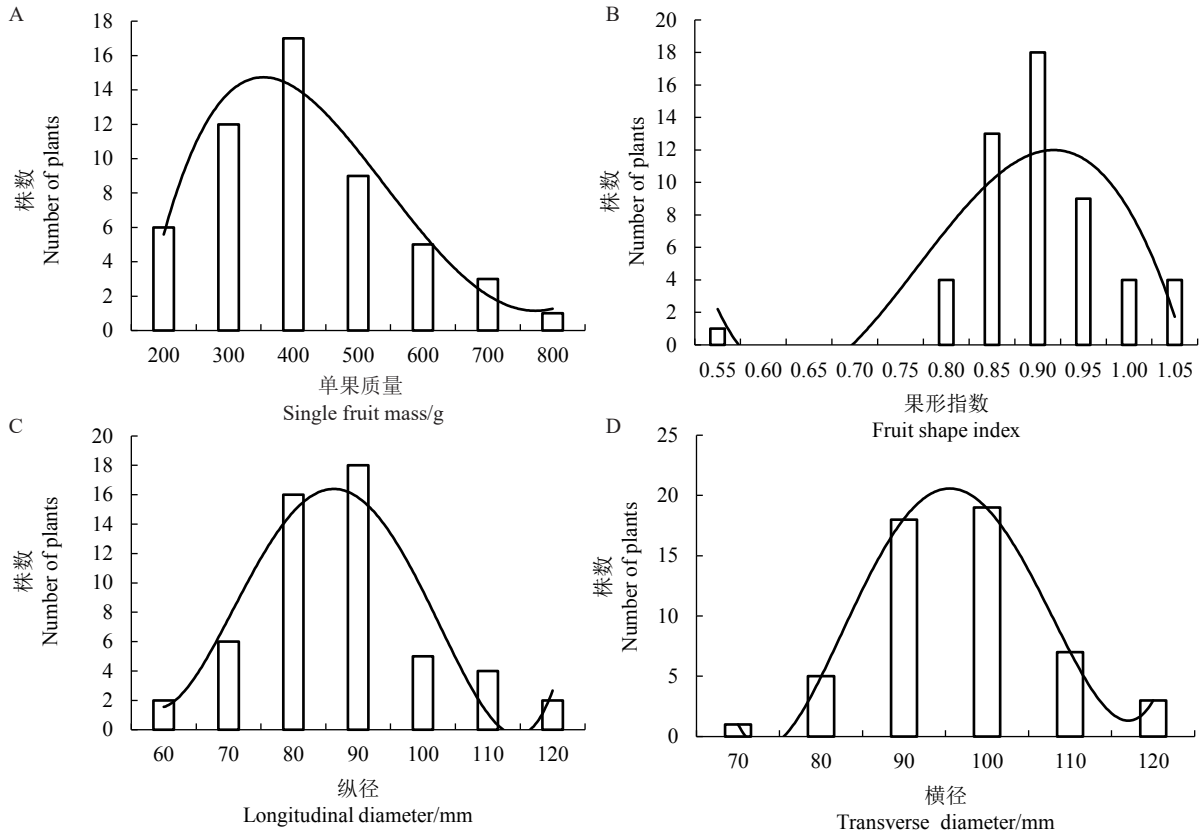 A
株数
Number of plants
18
16
14
12
10
8
6
4
2
0
200 300 400 500 600 700 800
单果质量
Single fruit mass/g
B
株数
Number of plants
20
18
16
14
12
10
8
6
4
2
0
0.55 0.60 0.65 0.70 0.75 0.80 0.85 0.90 0.95 1.00 1.05
果形指数
Fruit shape index
C
株数
Number of plants
20
18
16
14
12
10
8
6
4
2
0
60 70 80 90 100 110 120
纵径
Longitudinal diameter/mm
D
株数
Number of plants
25
20
15
10
5
0
70 80 90 100 110 120
横径
Transverse diameter/mm